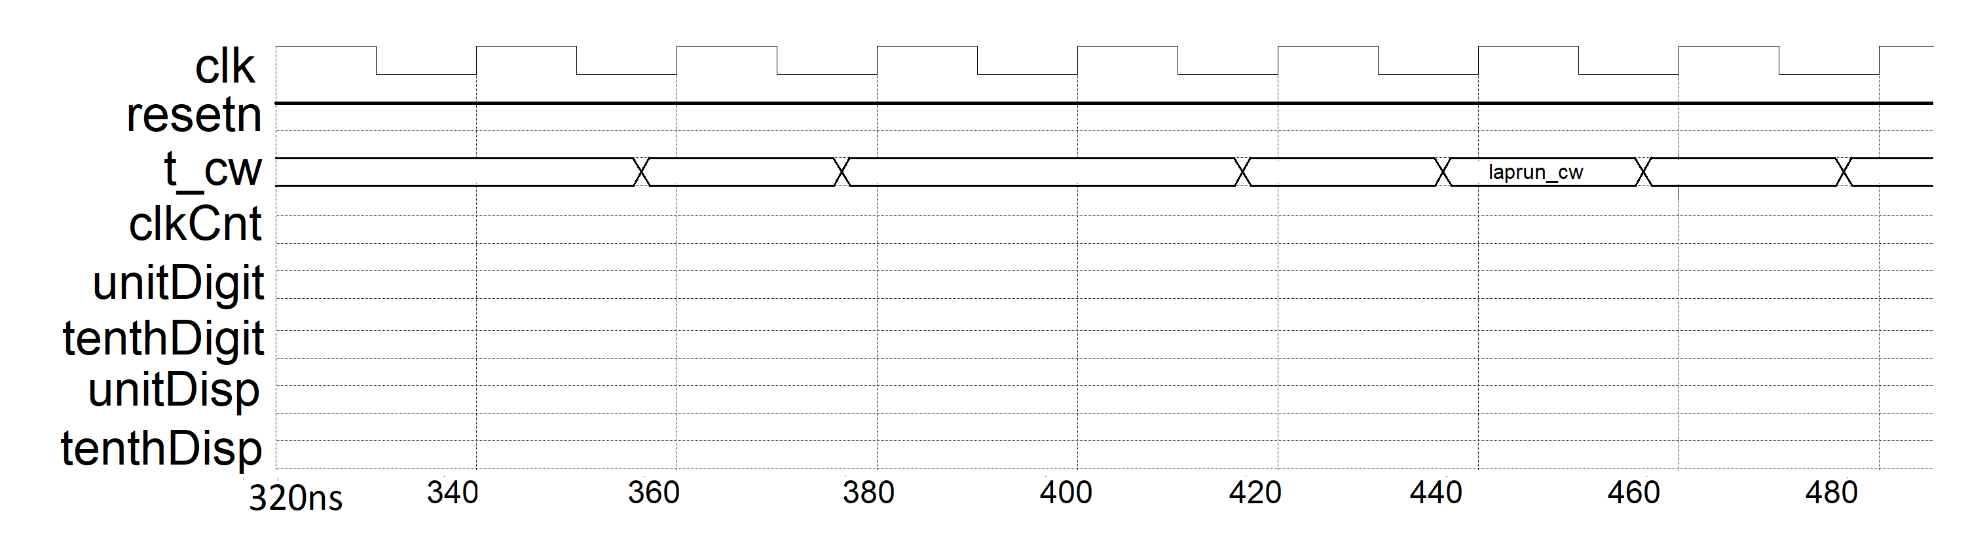 clk
resetn
t_cw
laprun_cw
clkCnt
unitDigit
tenthDigit
unitDisp
tenthDisp
320ns 340 360 380 400 420 440 460 480